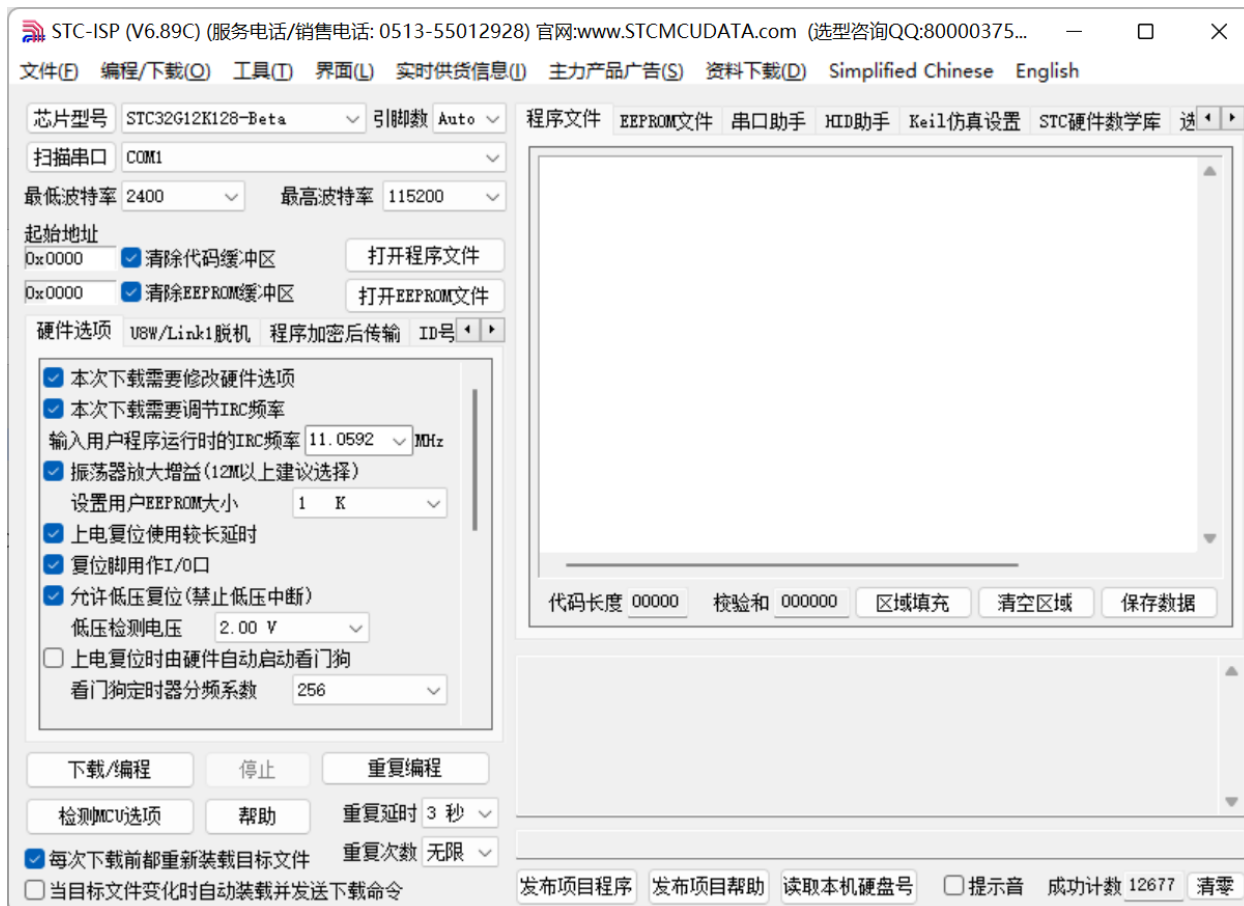 STC-ISP (V6.89C) (服务电话/销售电话: 0513-55012928) 官网:www.STCMCUDATA.com (选型咨询QQ:80000375...
文件(F) 编程/下载(O) 工具(T) 界面(L) 实时供货信息(I) 主力产品广告(S) 资料下载(D) Simplified Chinese English
芯片型号 STC32G12K128-Beta 引脚数 Auto
扫描串口 COM1
最低波特率 2400 最高波特率 115200
起始地址
0x0000 清除代码缓冲区 打开程序文件
0x0000 清除EEPROM缓冲区 打开EEPROM文件
硬件选项 U8W/Link1脱机 程序加密后传输 ID号
本次下载需要修改硬件选项
本次下载需要调节IRC频率
输入用户程序运行时的IRC频率 11.0592 MHz
振荡器放大增益(12M以上建议选择)
设置用户EEPROM大小 1 K
上电复位使用较长延时
复位脚用作I/O口
允许低压复位(禁止低压中断)
低压检测电压 2.00 V
上电复位时由硬件自动启动看门狗
看门狗定时器分频系数 256
下载/编程 停止 重复编程
检测MCU选项 帮助 重复延时 3 秒
每次下载前都重新装载目标文件 重复次数 无限
当目标文件变化时自动装载并发送下载命令
程序文件 EEPROM文件 串口助手 HID助手 Keil仿真设置 STC硬件数学库 选
代码长度 00000 校验和 000000 区域填充 清空区域 保存数据
发布项目程序 发布项目帮助 读取本机硬盘号 提示音 成功计数 12677 清零